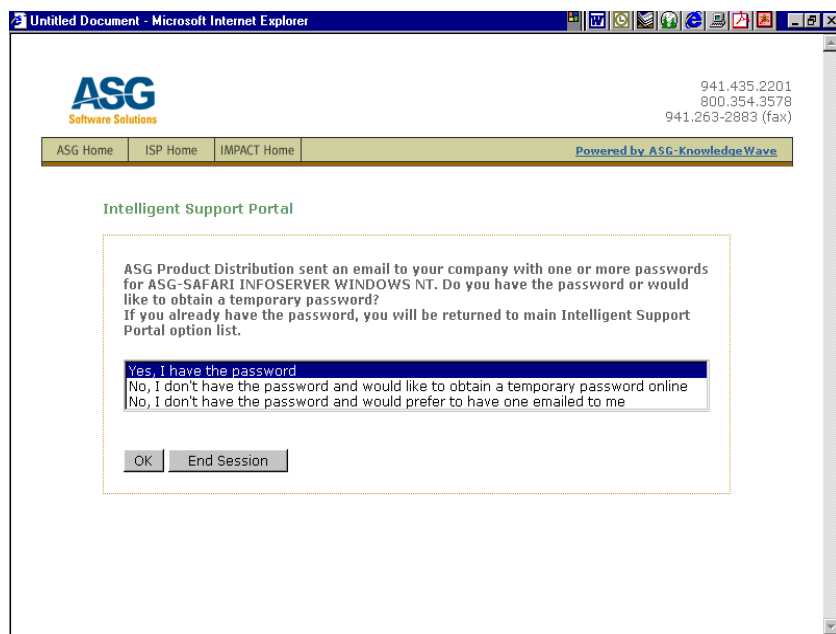 Untitled Document - Microsoft Internet Explorer
ASG
Software Solutions
941.435.2201
800.354.3578
941.263-2883 (fax)
ASG Home ISP Home IMPACT Home Powered by ASG-KnowledgeWave
Intelligent Support Portal
ASG Product Distribution sent an email to your company with one or more passwords
for ASG-SAFARI INFOSERVER WINDOWS NT. Do you have the password or would
like to obtain a temporary password?
If you already have the password, you will be returned to main Intelligent Support
Portal option list.
Yes, I have the password
No, I don't have the password and would like to obtain a temporary password online
No, I don't have the password and would prefer to have one emailed to me
OK End Session